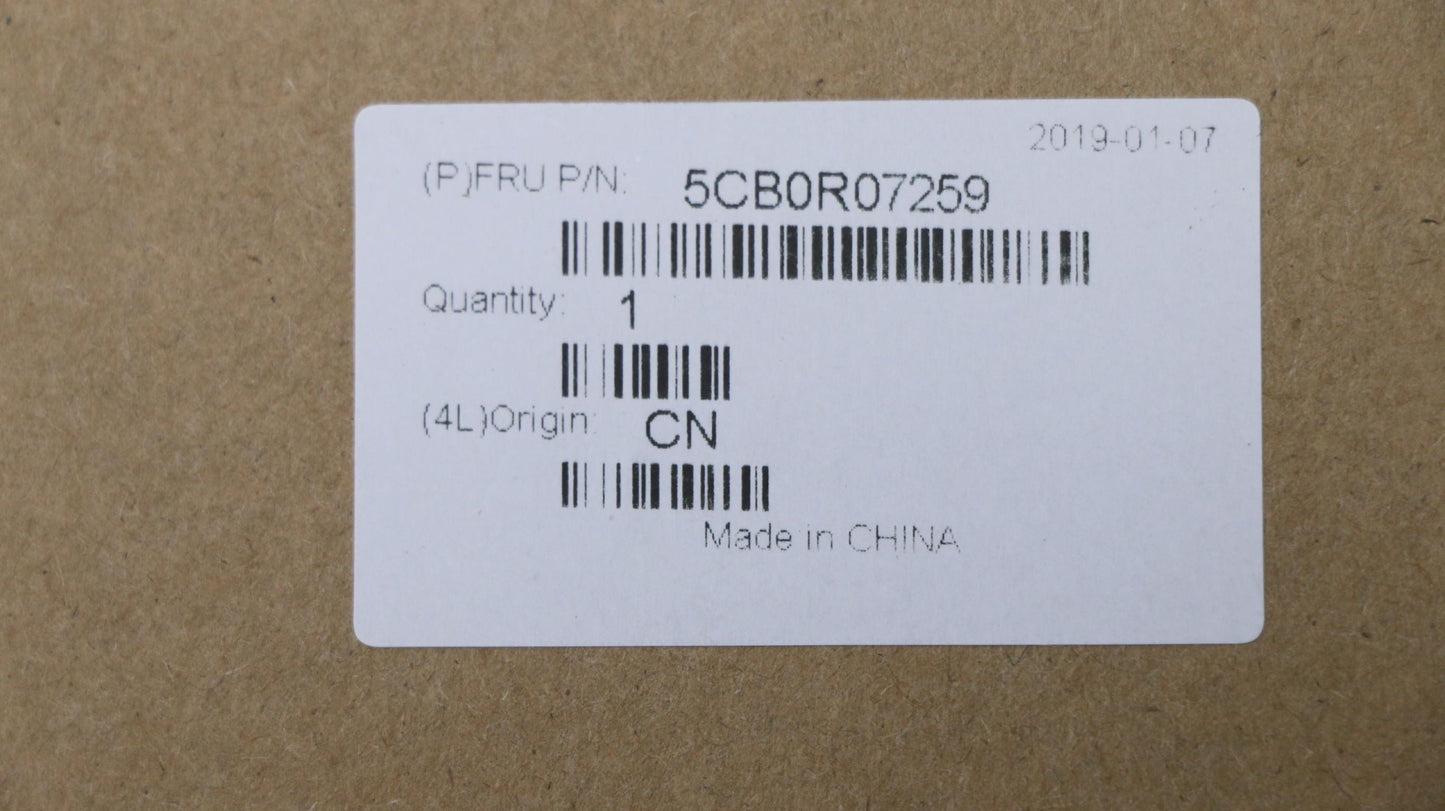 2019-01-07
(P)FRU P/N: 5CB0R07259
Quantity: 1
(4L)Origin: CN
Made in CHINA